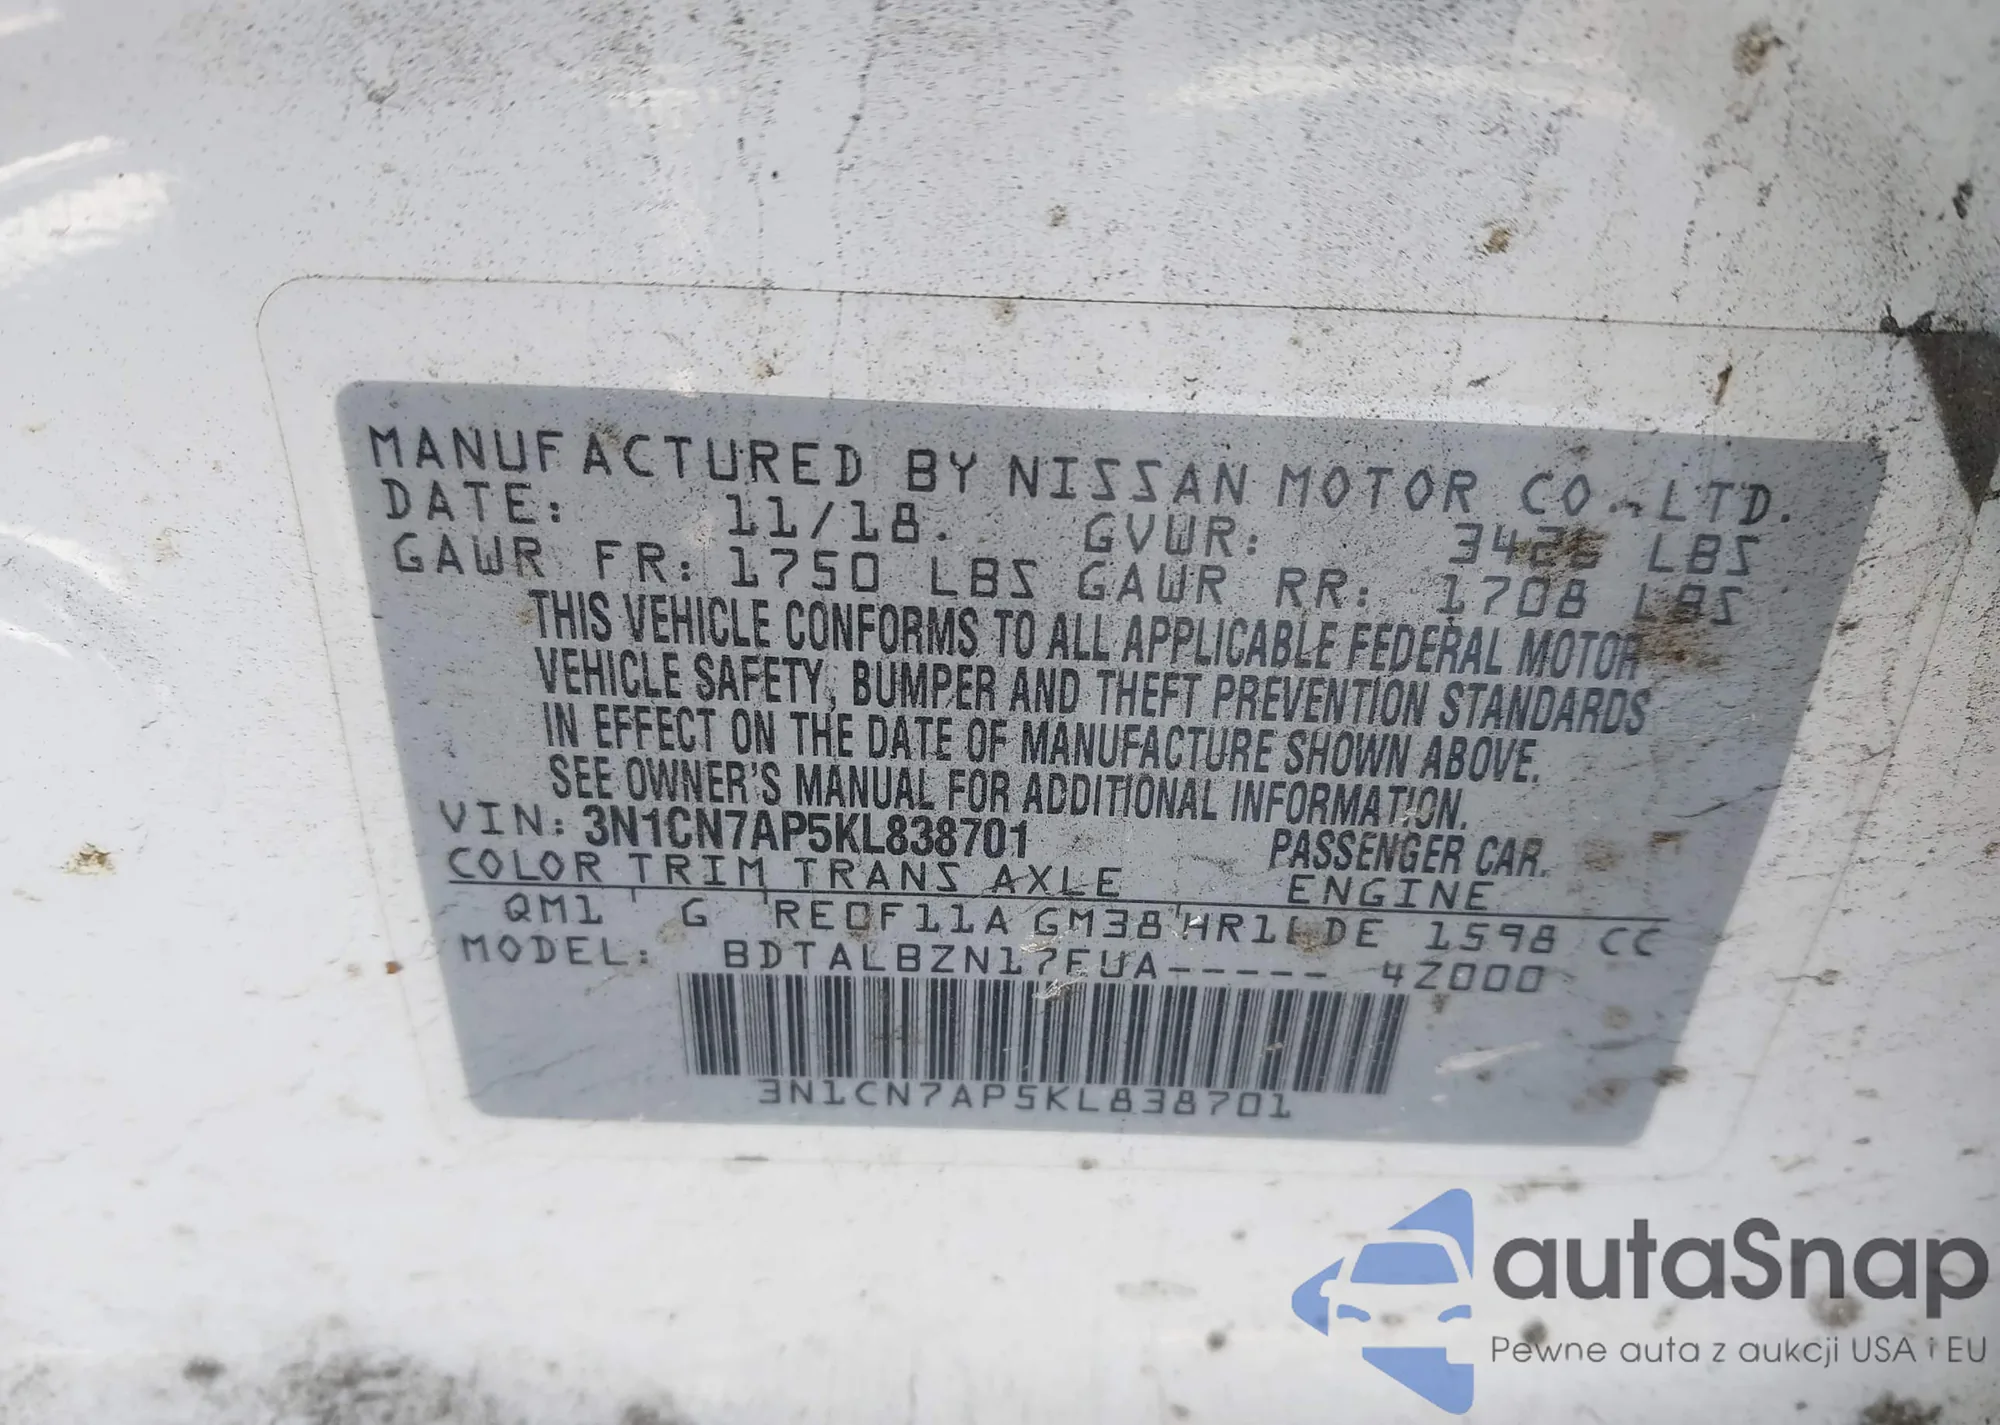 MANUFACTURED BY NISSAN MOTOR CO., LTD.
DATE: 11/18. GVWR: LBS
GAWR FR: 1750 LBS GAWR RR: 1708 LBS
THIS VEHICLE CONFORMS TO ALL APPLICABLE FEDERAL MOTOR
VEHICLE SAFETY, BUMPER AND THEFT PREVENTION STANDARDS
IN EFFECT ON THE DATE OF MANUFACTURE SHOWN ABOVE.
SEE OWNER'S MANUAL FOR ADDITIONAL INFORMATION.
VIN: 3N1CN7AP5KL838701 PASSENGER CAR.
COLOR TRIM TRANS AXLE ENGINE
QM1 G RE0F11A GM38 HR16DE 1598 CC
MODEL: BDTALBZN17EUA----- 4Z000
3N1CN7AP5KL838701
autaSnap
Pewne auta z aukcji USA i EU